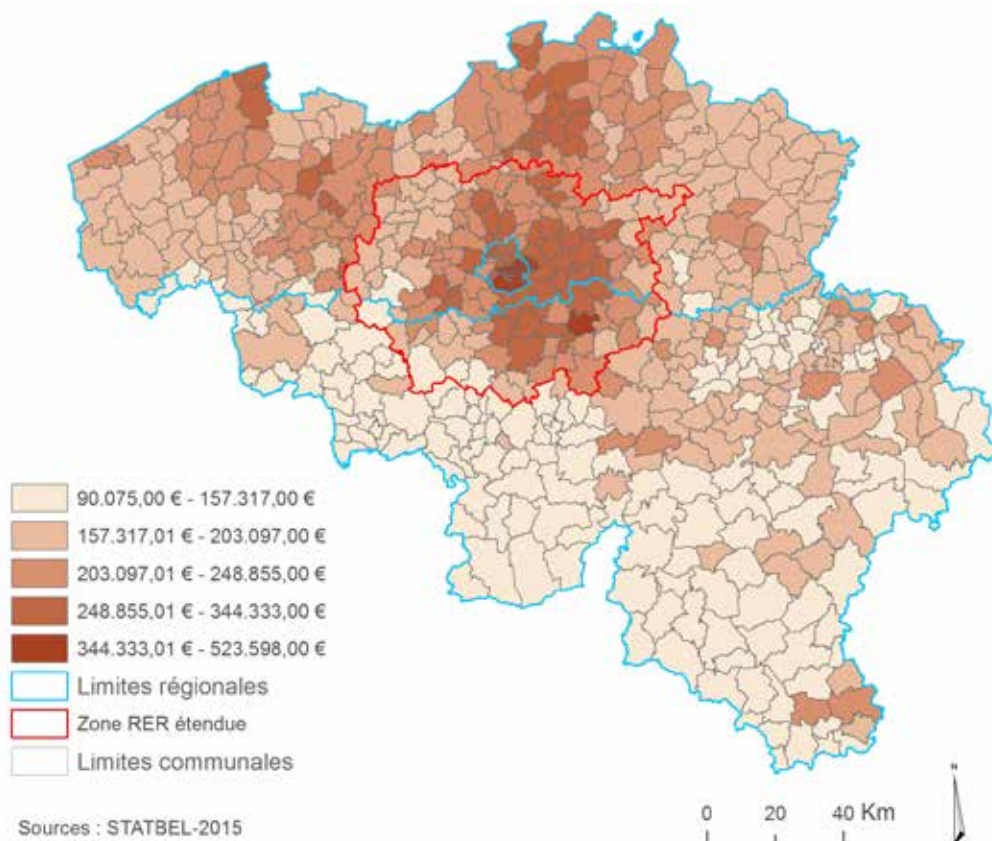 90.075,00 € - 157.317,00 €
157.317,01 € - 203.097,00 €
203.097,01 € - 248.855,00 €
248.855,01 € - 344.333,00 €
344.333,01 € - 523.598,00 €
Limites régionales
Zone RER étendue
Limites communales
Sources : STATBEL-2015
0 20 40 Km
N